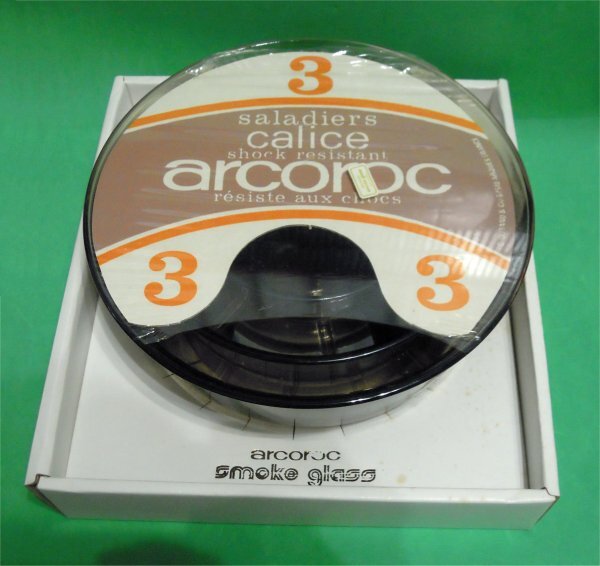 3
saladiers
calice
shock resistant
arcoroc
résiste aux chocs
3 3
arcoroc
smoke glass